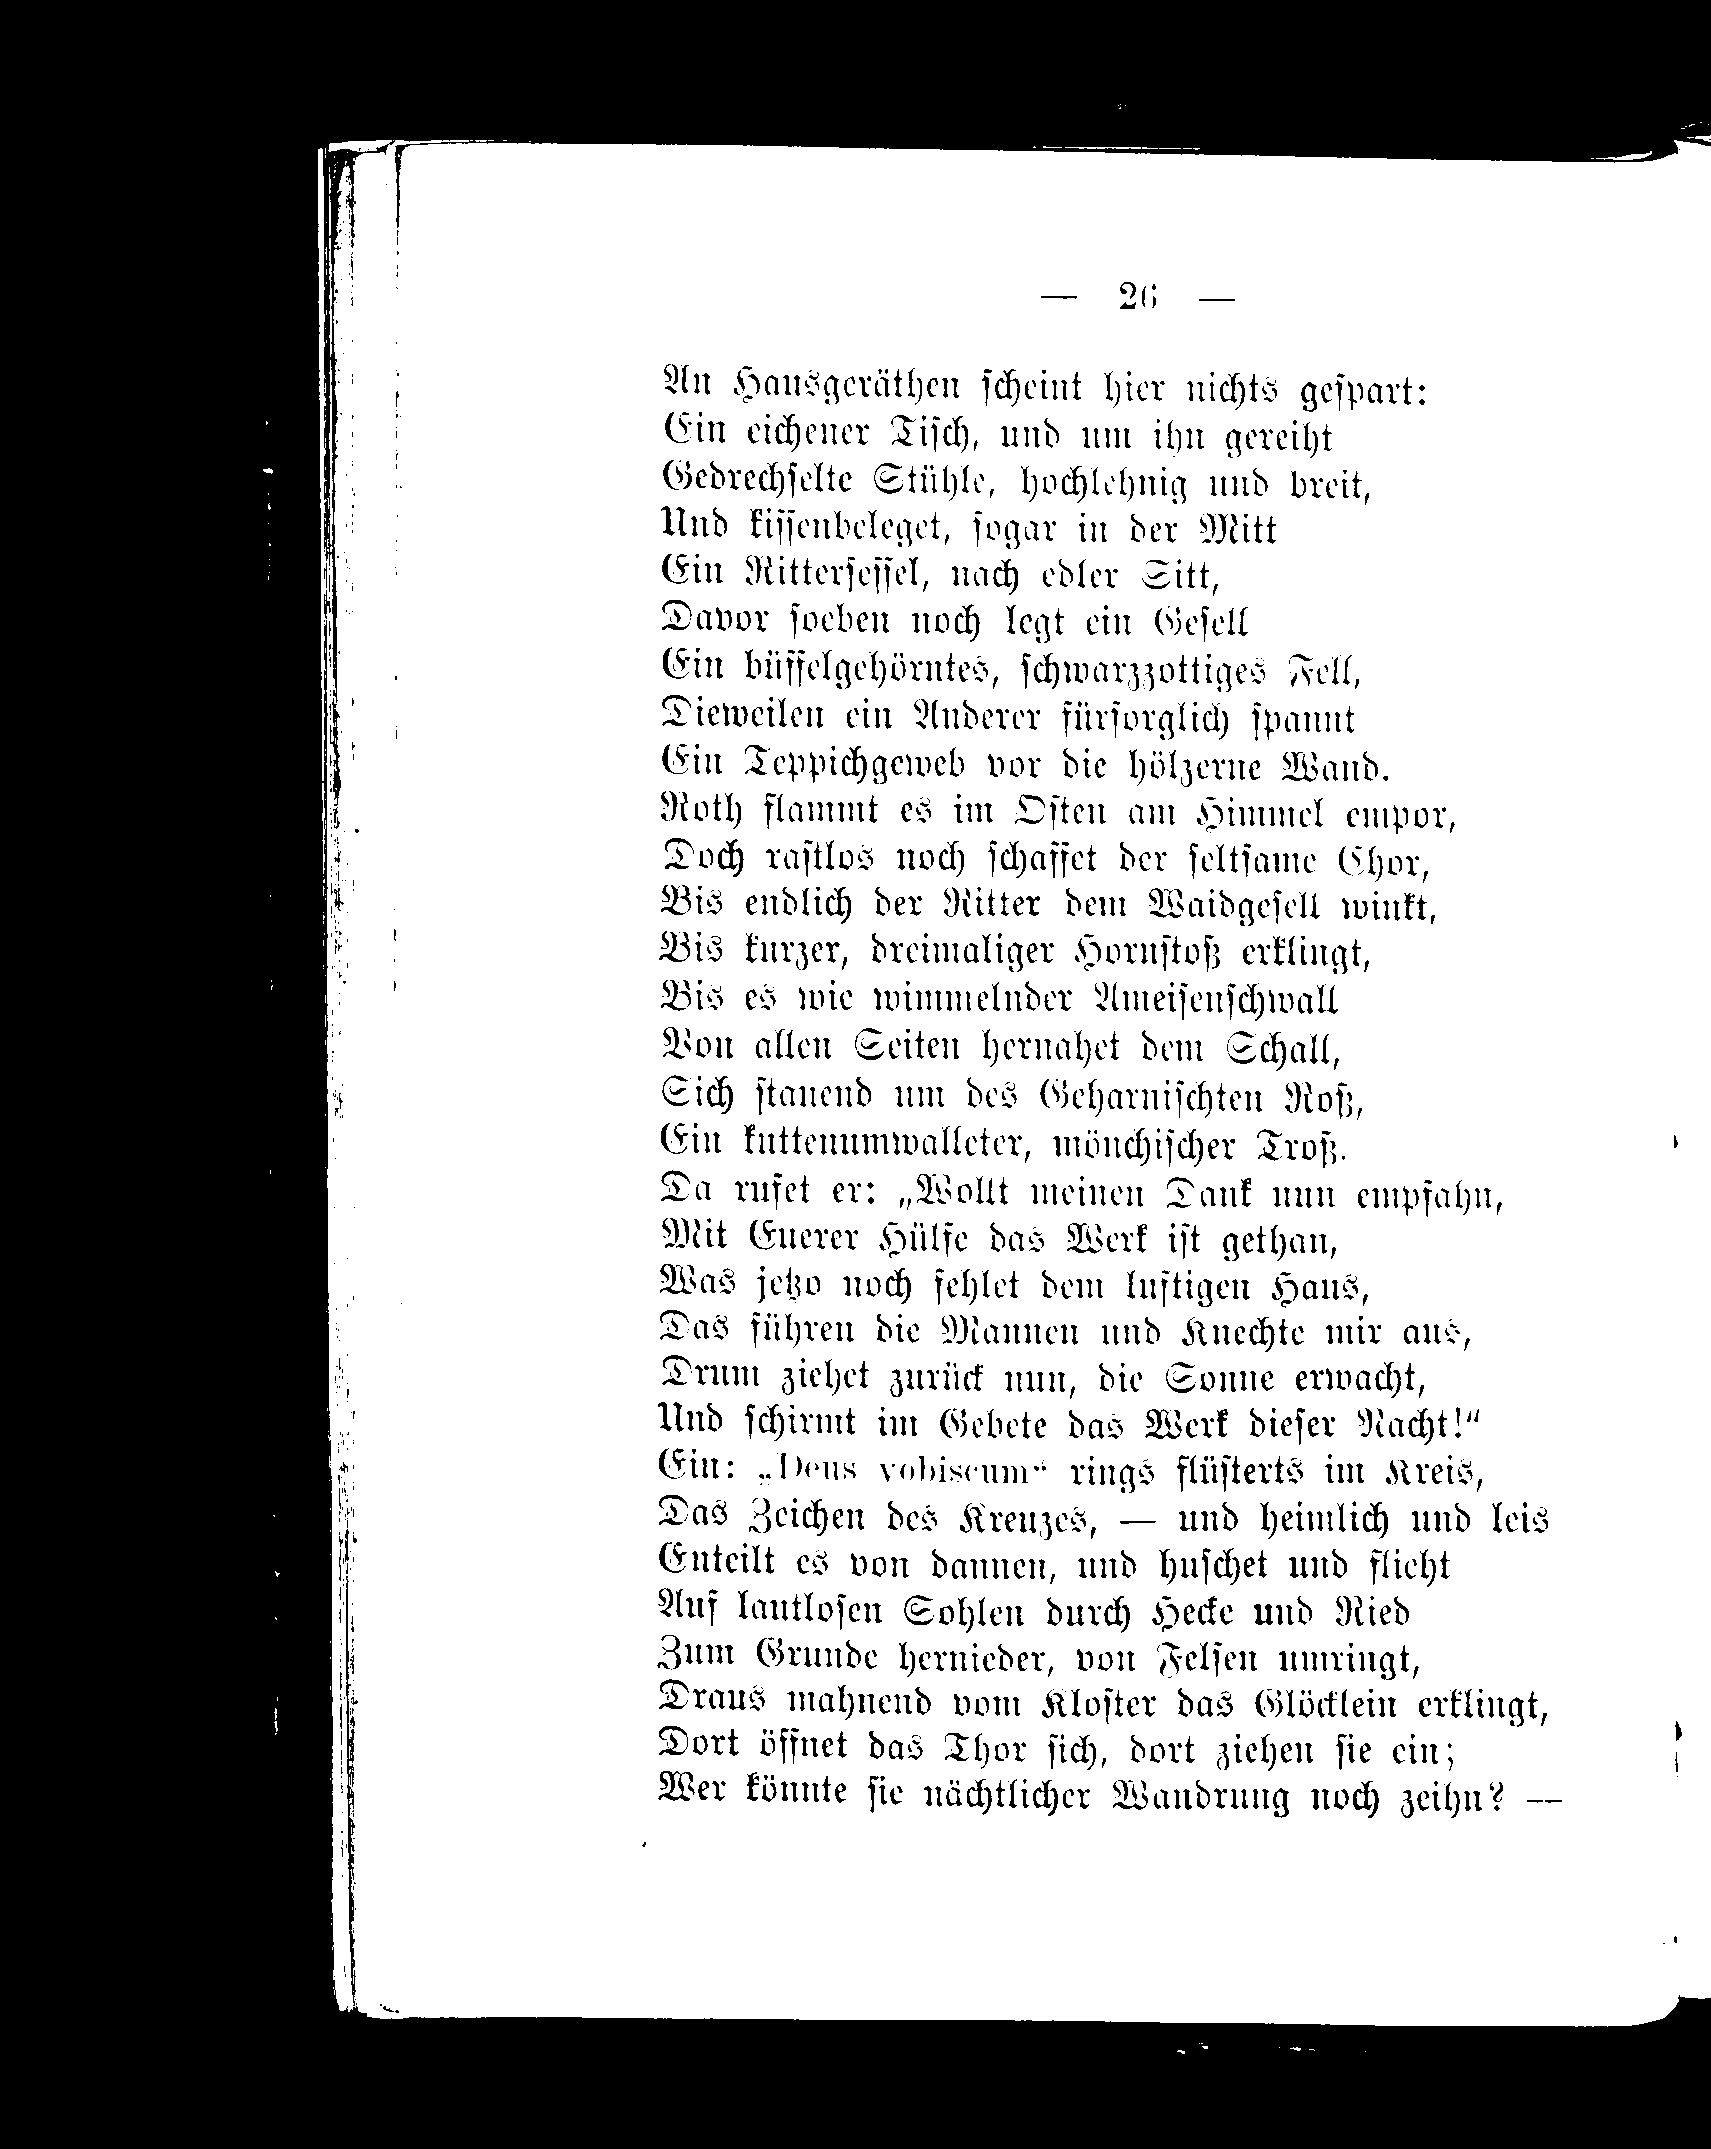 — 26 —
An Hausgeräthen scheint hier nichts gespart:
Ein eichener Tisch, und um ihn gereiht
Gedrechselte Stühle, hochlehnig und breit,
Und kissenbeleget, sogar in der Mitt
Ein Rittersessel, nach edler Sitt,
Davor soeben noch legt ein Gesell
Ein büffelgehörntes, schwarzzottiges Fell,
Dieweilen ein Anderer fürsorglich spannt
Ein Teppichgeweb vor die hölzerne Wand.
Roth flammt es im Osten am Himmel empor,
Doch rastlos noch schaffet der seltsame Chor,
Bis endlich der Ritter dem Waidgesell winkt,
Bis kurzer, dreimaliger Hornstoß erklingt,
Bis es wie wimmelnder Ameisenschwall
Von allen Seiten hernahet dem Schall,
Sich stauend um des Geharnischten Roß,
Ein kuttenumwalleter, mönchischer Troß.
Da rufet er: „Wollt meinen Dank nun empfahn,
Mit Euerer Hülfe das Werk ist gethan,
Was jetzo noch fehlet dem luftigen Haus,
Das führen die Mannen und Knechte mir aus,
Drum ziehet zurück nun, die Sonne erwacht,
Und schirmt im Gebete das Werk dieser Nacht!“
Ein: „Deus vobiscum“ rings flüsterts im Kreis,
Das Zeichen des Kreuzes, — und heimlich und leis
Enteilt es von dannen, und huschet und flieht
Auf lautlosen Sohlen durch Hecke und Ried
Zum Grunde hernieder, von Felsen umringt,
Draus mahnend vom Kloster das Glöcklein erklingt,
Dort öffnet das Thor sich, dort ziehen sie ein;
Wer könnte sie nächtlicher Wandrung noch zeihn? —